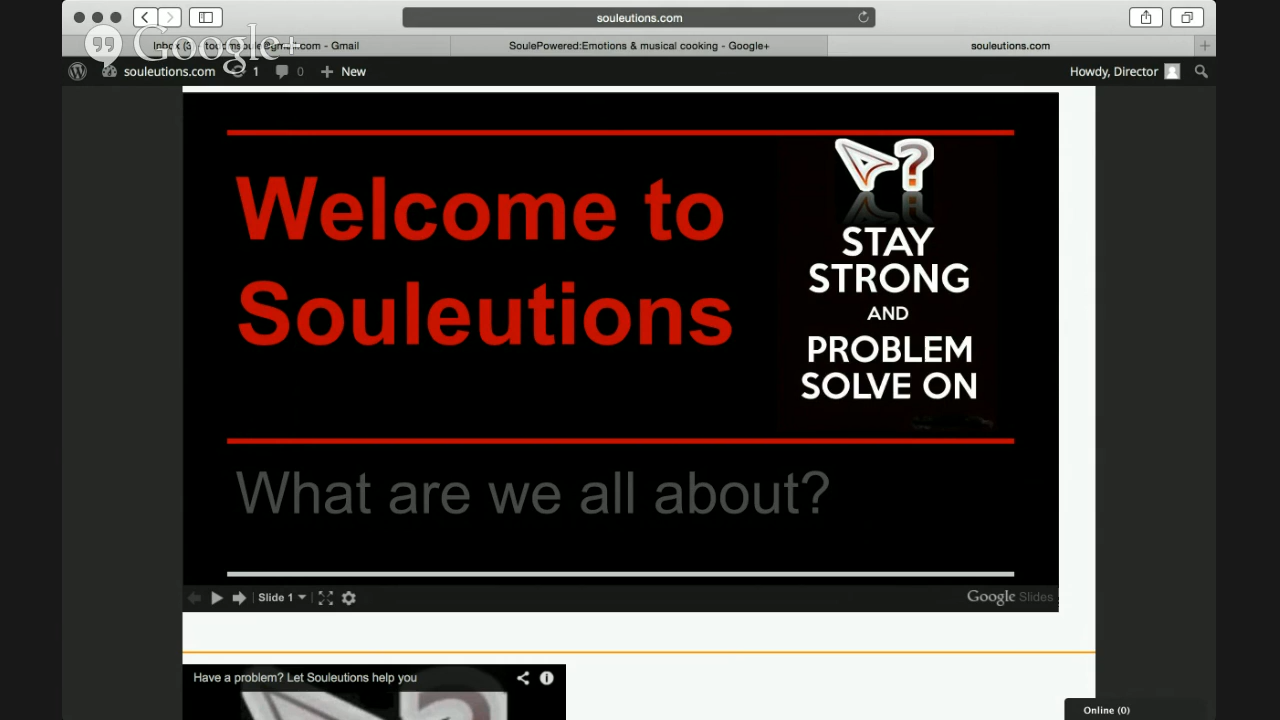 souleutions.com
SoulePowered:Emotions & musical cooking - Google+
souleutions.com
Google+
souleutions.com 1 0 New
Howdy, Director
Welcome to
Souleutions
?
STAY
STRONG
AND
PROBLEM
SOLVE ON
What are we all about?
Slide 1
Google Slides
Have a problem? Let Souleutions help you
Online (0)